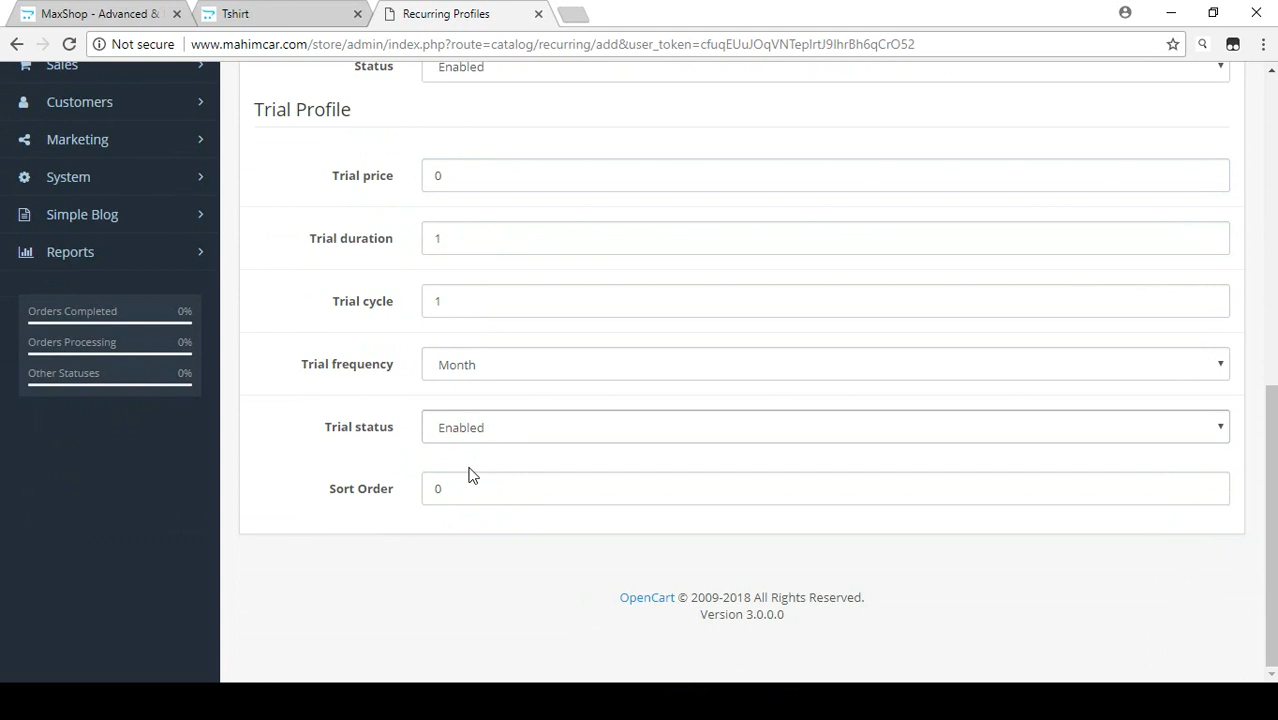 MaxShop - Advanced &
Tshirt
Recurring Profiles
Not secure
www.mahimcar.com/store/admin/index.php?route=catalog/recurring/add&user_token=cfuqEUuJOqVNTeplrtJ9lhrBh6qCrO52
Sales
Customers
Marketing
System
Simple Blog
Reports
Orders Completed 0%
Orders Processing 0%
Other Statuses 0%
Status Enabled
Trial Profile
Trial price 0
Trial duration 1
Trial cycle 1
Trial frequency Month
Trial status Enabled
Sort Order 0
OpenCart © 2009-2018 All Rights Reserved.
Version 3.0.0.0